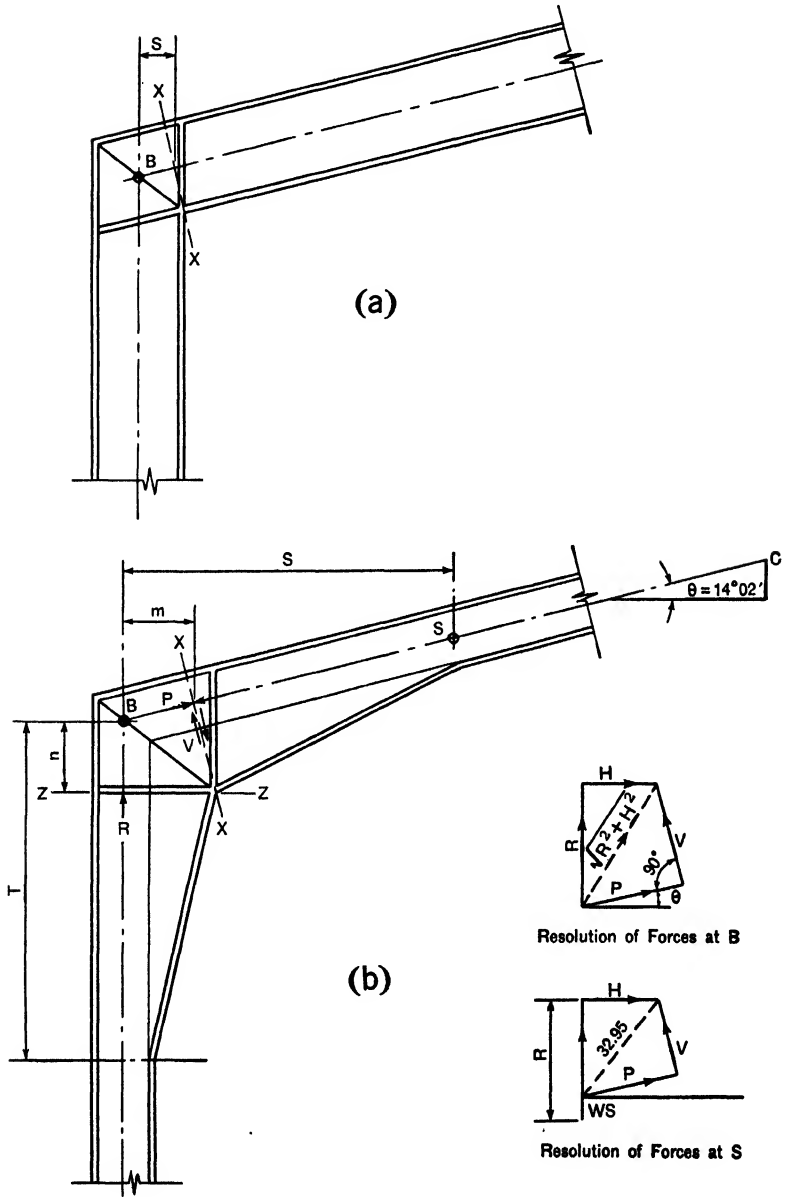 S
X
B
X
(a)
S
C
θ = 14°02′
m
X
S
B
P
n
V
Z
Z
R
X
T
(b)
H
R
√R² + H²
V
90°
P
θ
Resolution of Forces at B
H
R
32.95
V
P
WS
Resolution of Forces at S